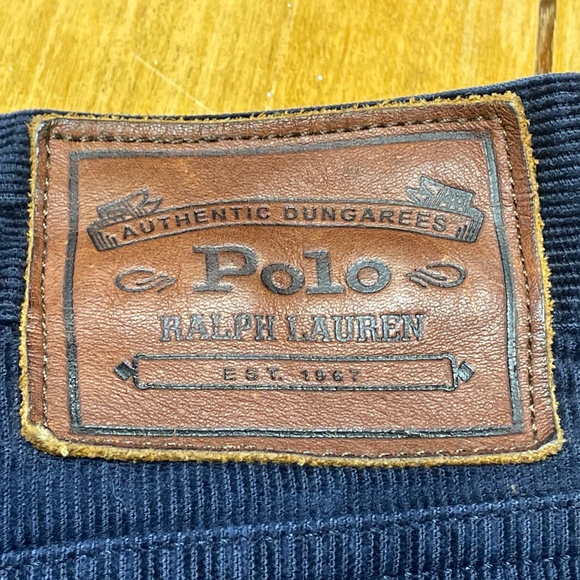 AUTHENTIC DUNGAREES
Polo
RALPH LAUREN
EST. 1967